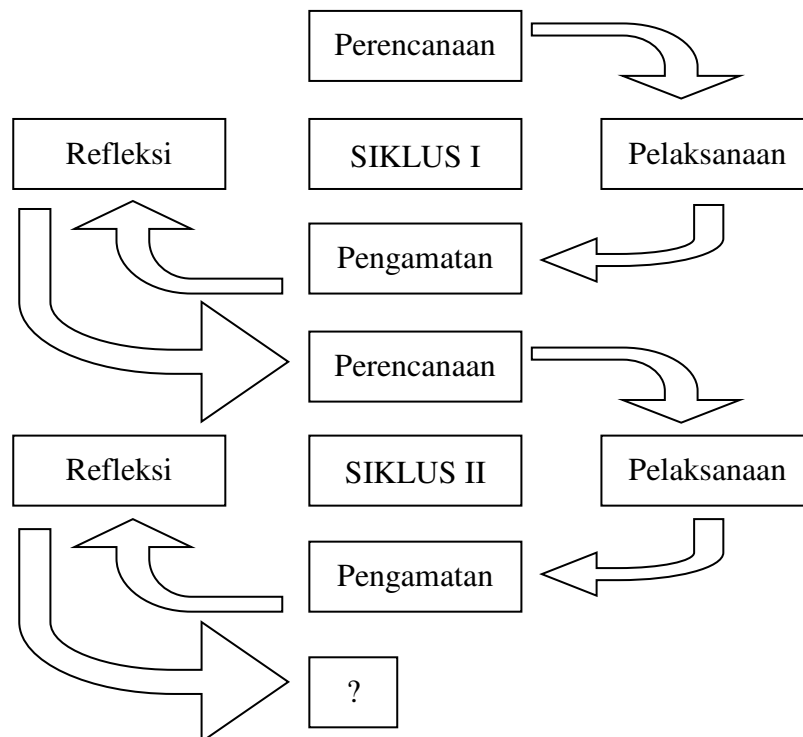 Perencanaan
Refleksi
SIKLUS I
Pelaksanaan
Pengamatan
Perencanaan
Refleksi
SIKLUS II
Pelaksanaan
Pengamatan
?